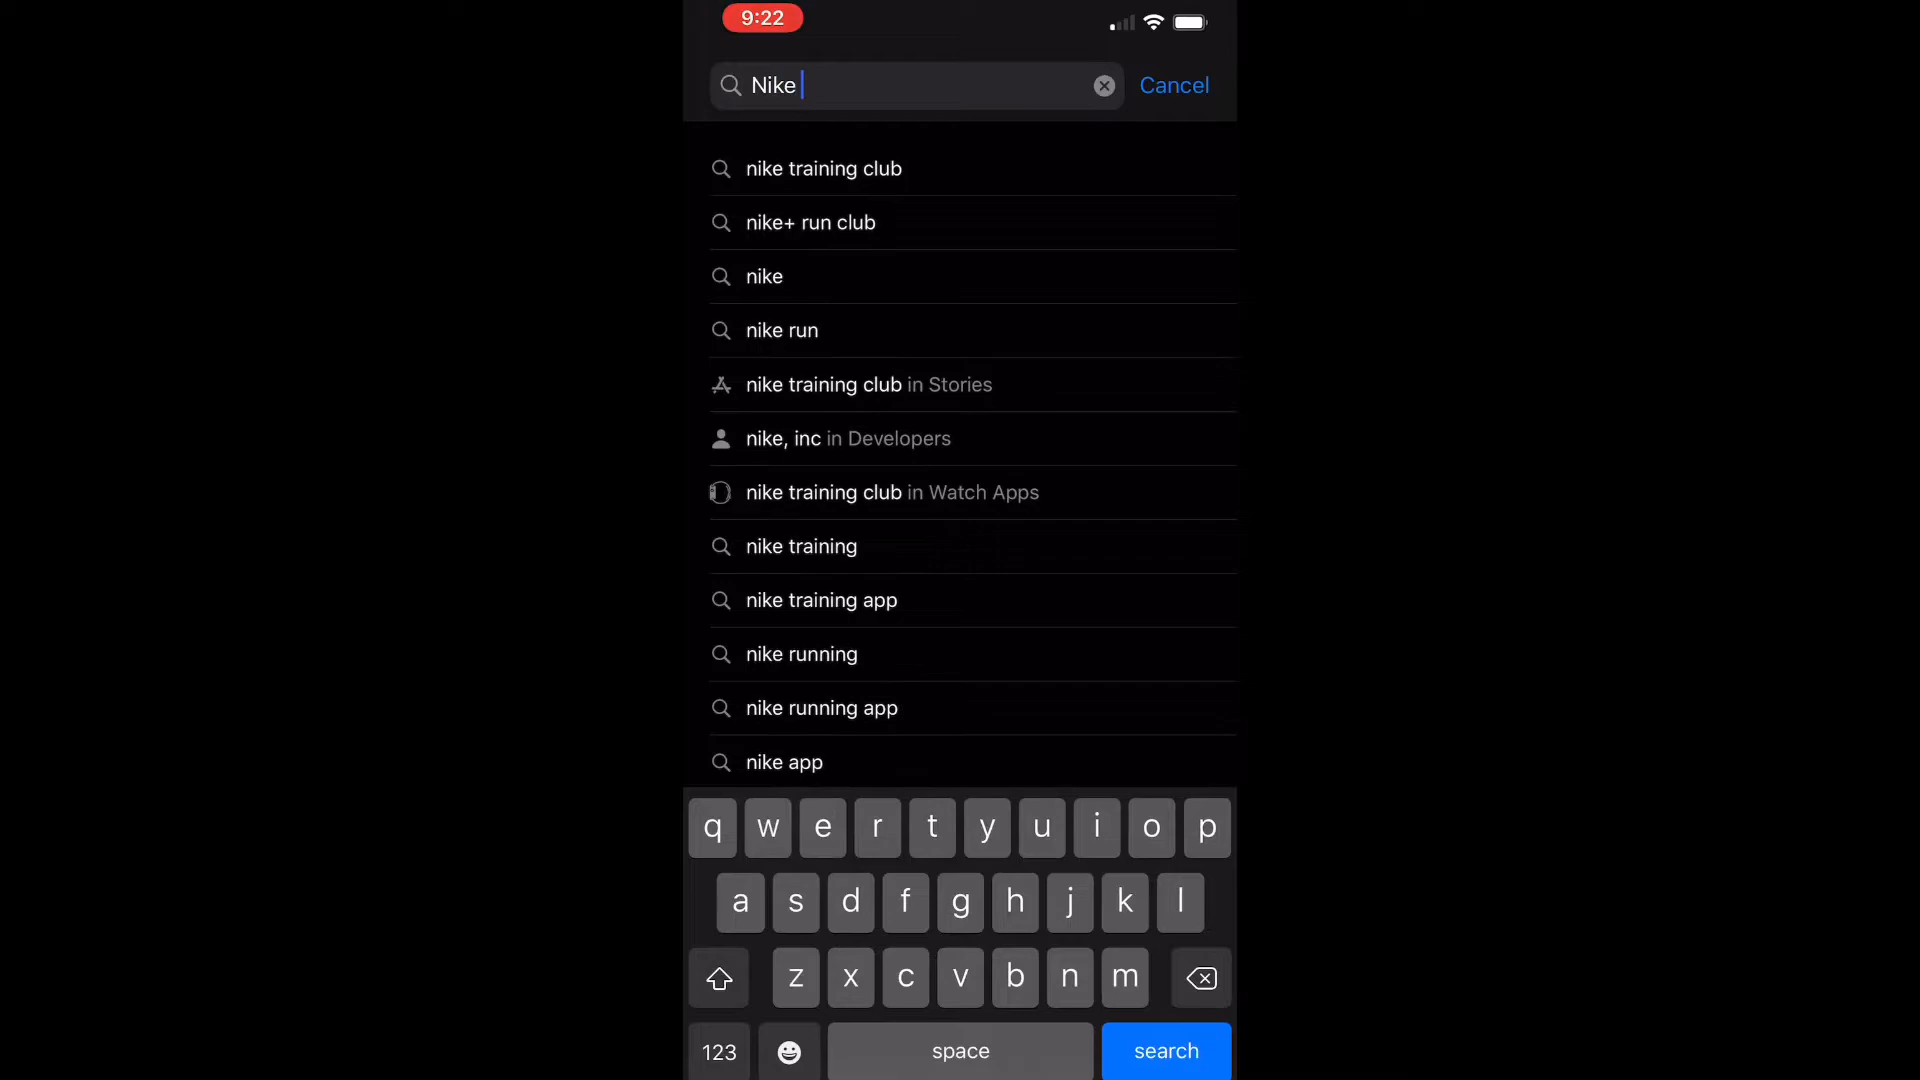 9:22
Nike
Cancel
nike training club
nike+ run club
nike
nike run
nike training club in Stories
nike, inc in Developers
nike training club in Watch Apps
nike training
nike training app
nike running
nike running app
nike app
q w e r t y u i o p
a s d f g h j k l
z x c v b n m
123 space search